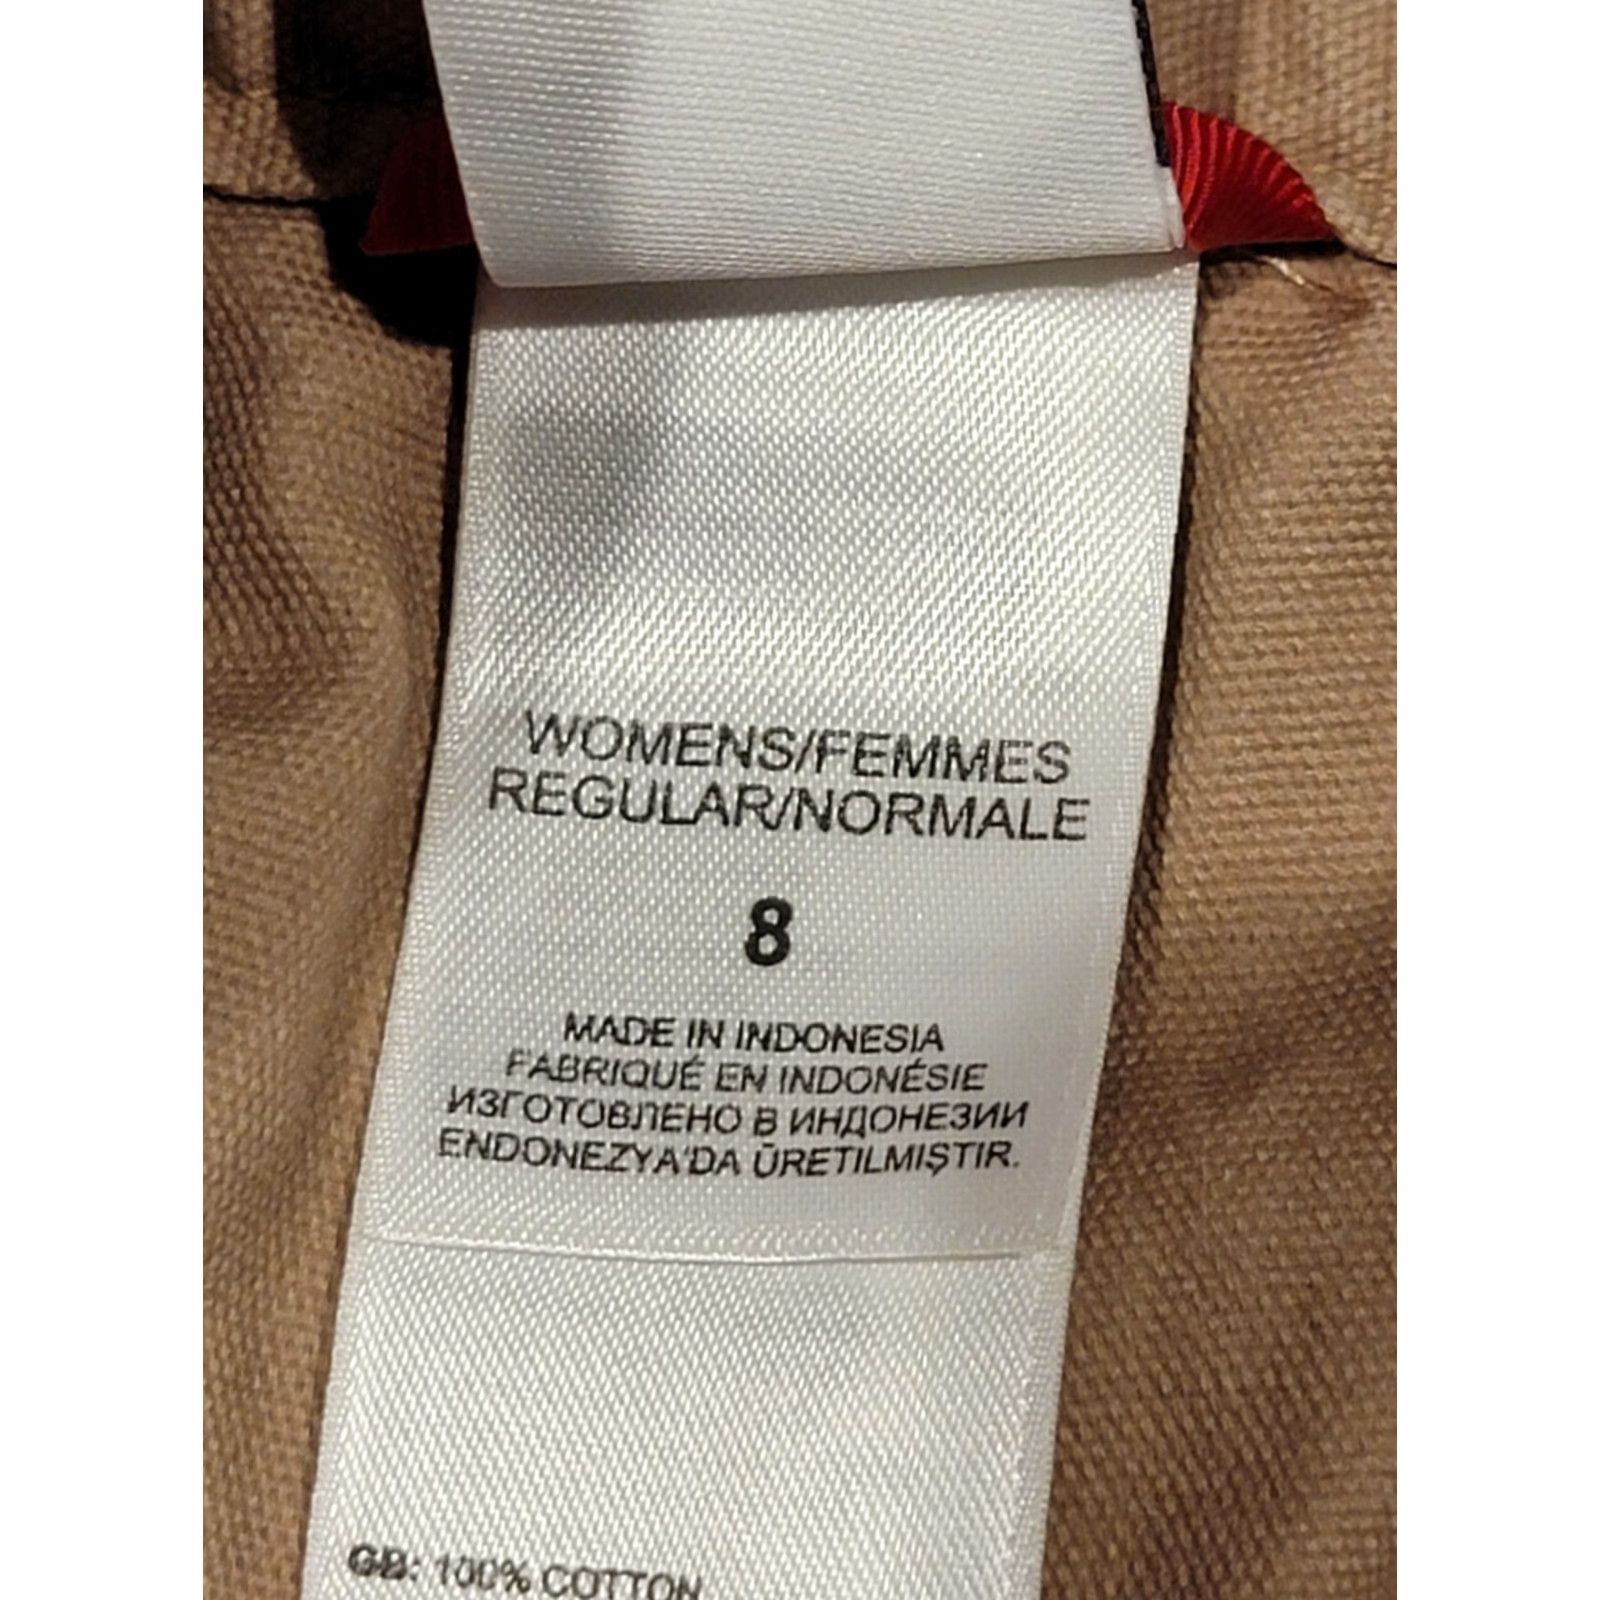 WOMENS/FEMMES
REGULAR/NORMALE
8
MADE IN INDONESIA
FABRIQUÉ EN INDONÉSIE
ИЗГОТОВЛЕНО В ИНДОНЕЗИИ
ENDONEZYA'DA ÜRETILMIŞTIR.
GB: 100% COTTON